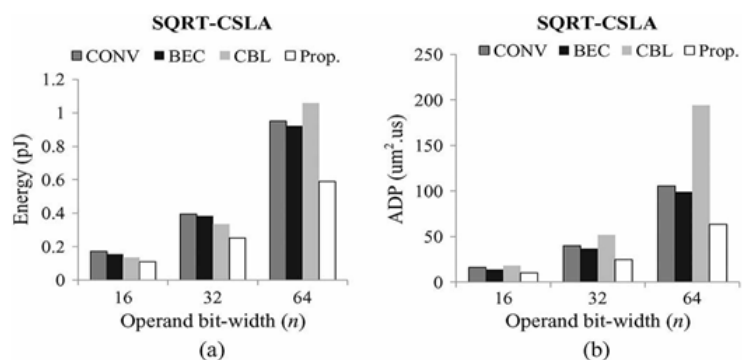 SQRT-CSLA
CONV BEC CBL Prop.
1.2
1
0.8
0.6
0.4
0.2
0
Energy (pJ)
16 32 64
Operand bit-width (n)
(a)
SQRT-CSLA
CONV BEC CBL Prop.
250
200
150
100
50
0
ADP (um².us)
16 32 64
Operand bit-width (n)
(b)